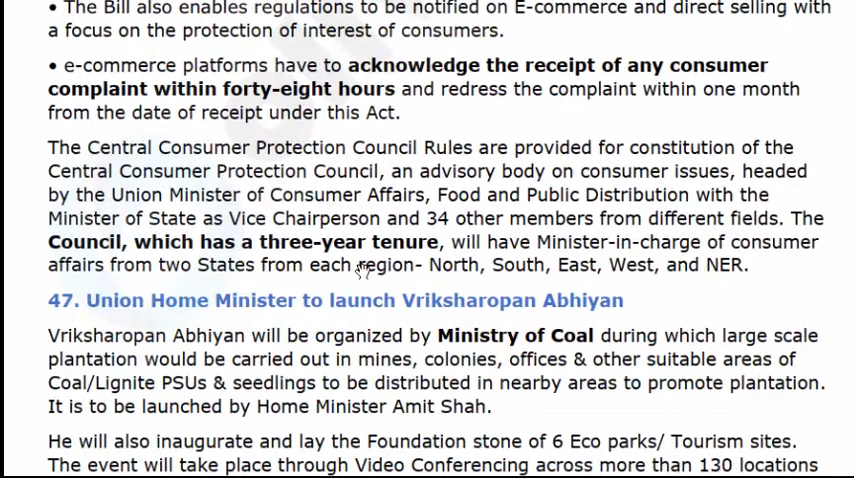 • The Bill also enables regulations to be notified on E-commerce and direct selling with
a focus on the protection of interest of consumers.
• e-commerce platforms have to acknowledge the receipt of any consumer
complaint within forty-eight hours and redress the complaint within one month
from the date of receipt under this Act.
The Central Consumer Protection Council Rules are provided for constitution of the
Central Consumer Protection Council, an advisory body on consumer issues, headed
by the Union Minister of Consumer Affairs, Food and Public Distribution with the
Minister of State as Vice Chairperson and 34 other members from different fields. The
Council, which has a three-year tenure, will have Minister-in-charge of consumer
affairs from two States from each region- North, South, East, West, and NER.
47. Union Home Minister to launch Vriksharopan Abhiyan
Vriksharopan Abhiyan will be organized by Ministry of Coal during which large scale
plantation would be carried out in mines, colonies, offices & other suitable areas of
Coal/Lignite PSUs & seedlings to be distributed in nearby areas to promote plantation.
It is to be launched by Home Minister Amit Shah.
He will also inaugurate and lay the Foundation stone of 6 Eco parks/ Tourism sites.
The event will take place through Video Conferencing across more than 130 locations